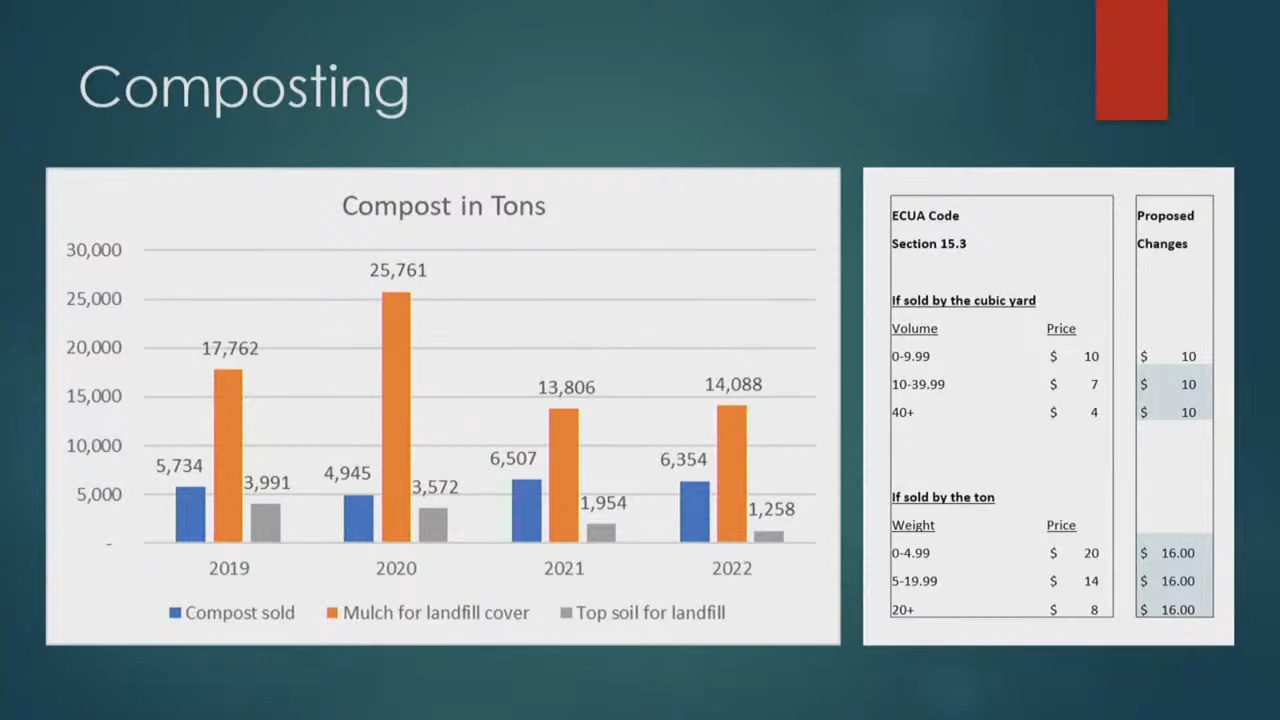 Composting
Compost in Tons
30,000
25,000
20,000
15,000
10,000
5,000
-
17,762
25,761
13,806
14,088
5,734
3,991
4,945
3,572
6,507
1,954
6,354
1,258
2019 2020 2021 2022
Compost sold Mulch for landfill cover Top soil for landfill
ECUA Code
Section 15.3
If sold by the cubic yard
Volume Price
0-9.99 $ 10
10-39.99 $ 7
40+ $ 4
If sold by the ton
Weight Price
0-4.99 $ 20
5-19.99 $ 14
20+ $ 8
Proposed
Changes
$ 10
$ 10
$ 10
$ 16.00
$ 16.00
$ 16.00